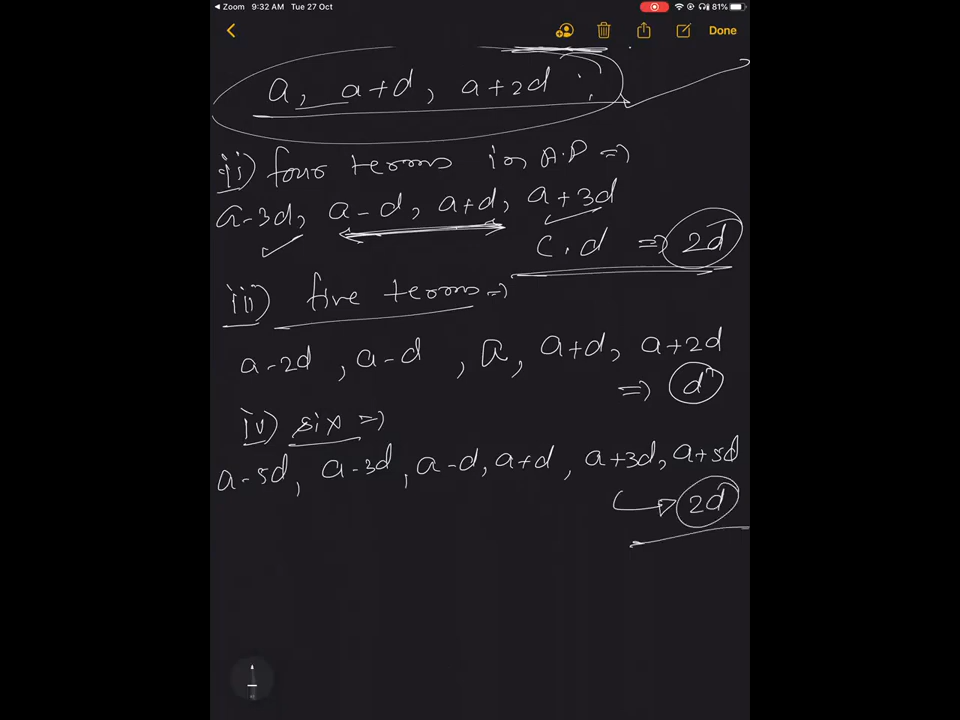 Zoom 9:32 AM Tue 27 Oct 81%
Done
a, a+d, a+2d :
ii) four terms in A.P ⇒
a-3d, a-d, a+d, a+3d
c.d ⇒ 2d
iii) five terms ⇒
a-2d, a-d, a, a+d, a+2d
⇒ d
iv) six ⇒
a-5d, a-3d, a-d, a+d, a+3d, a+5d
2d